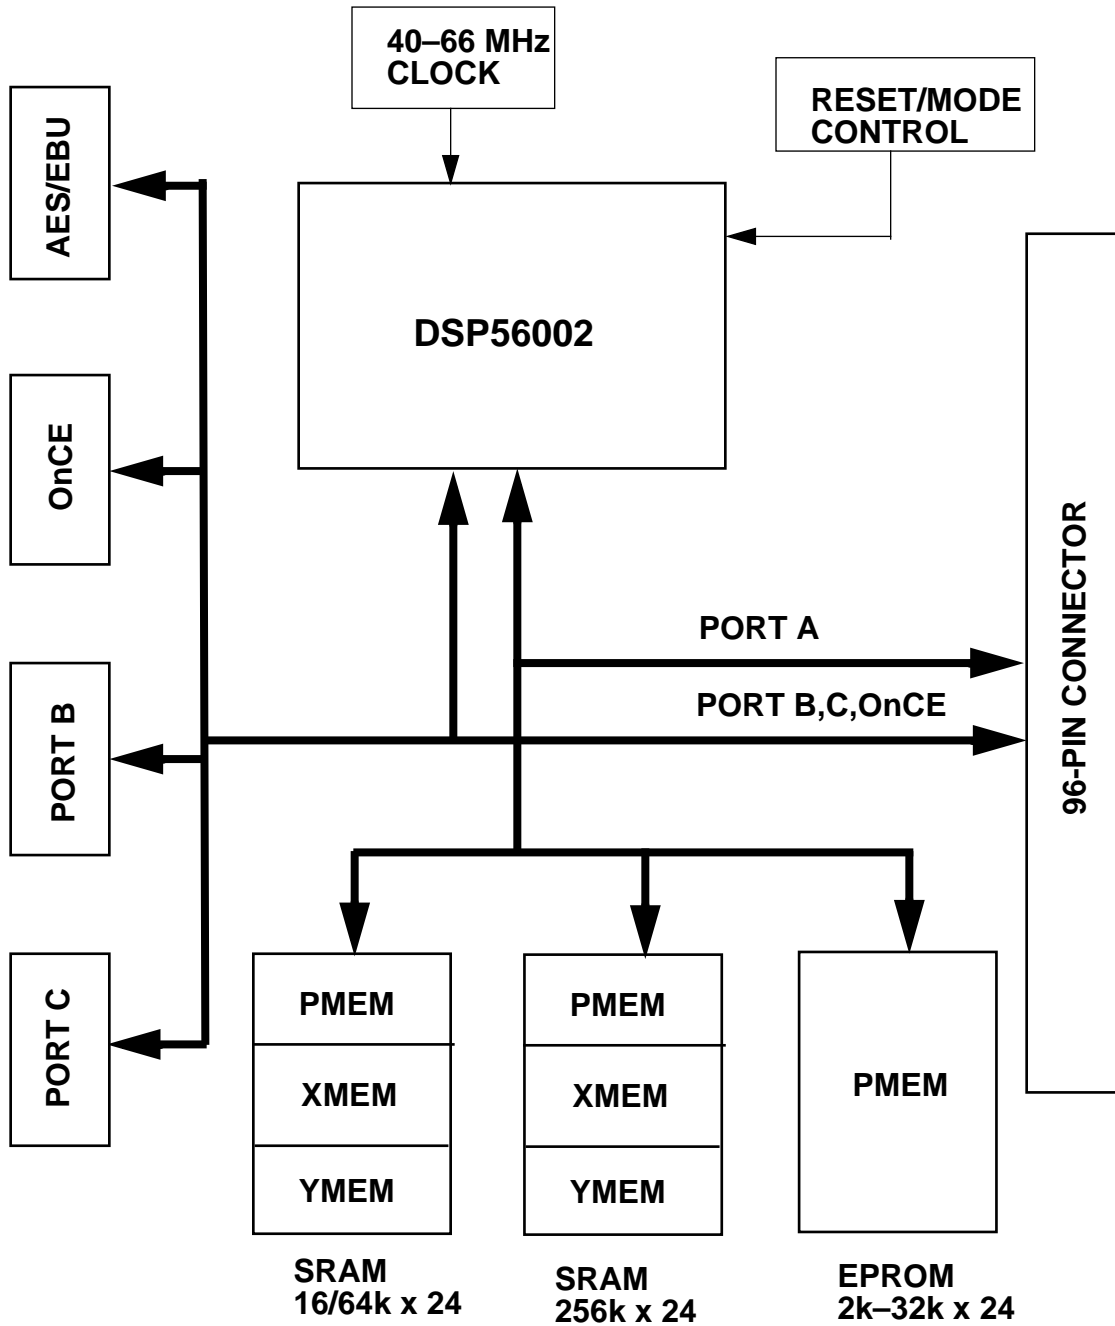 40–66 MHz
CLOCK
RESET/MODE
CONTROL
AES/EBU
DSP56002
OnCE
96-PIN CONNECTOR
PORT A
PORT B
PORT B,C,OnCE
PORT C
PMEM
XMEM
YMEM
PMEM
XMEM
YMEM
PMEM
SRAM
16/64k x 24
SRAM
256k x 24
EPROM
2k–32k x 24